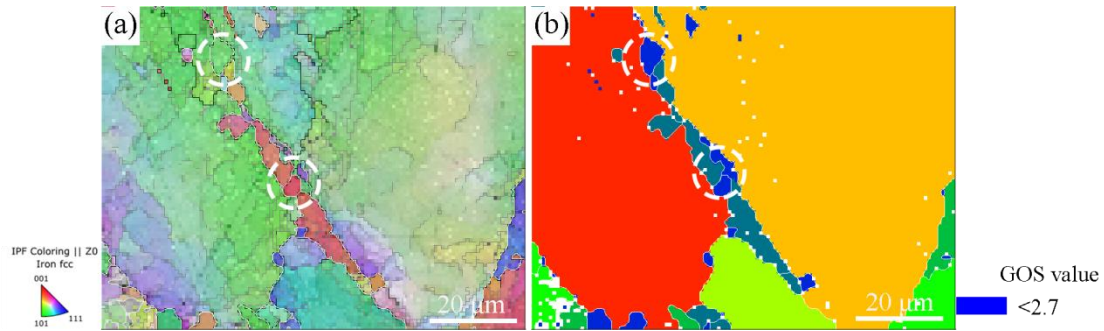 (a)
(b)
IPF Coloring || Z0
Iron fcc
001
101
111
20 μm
20 μm
GOS value
<2.7